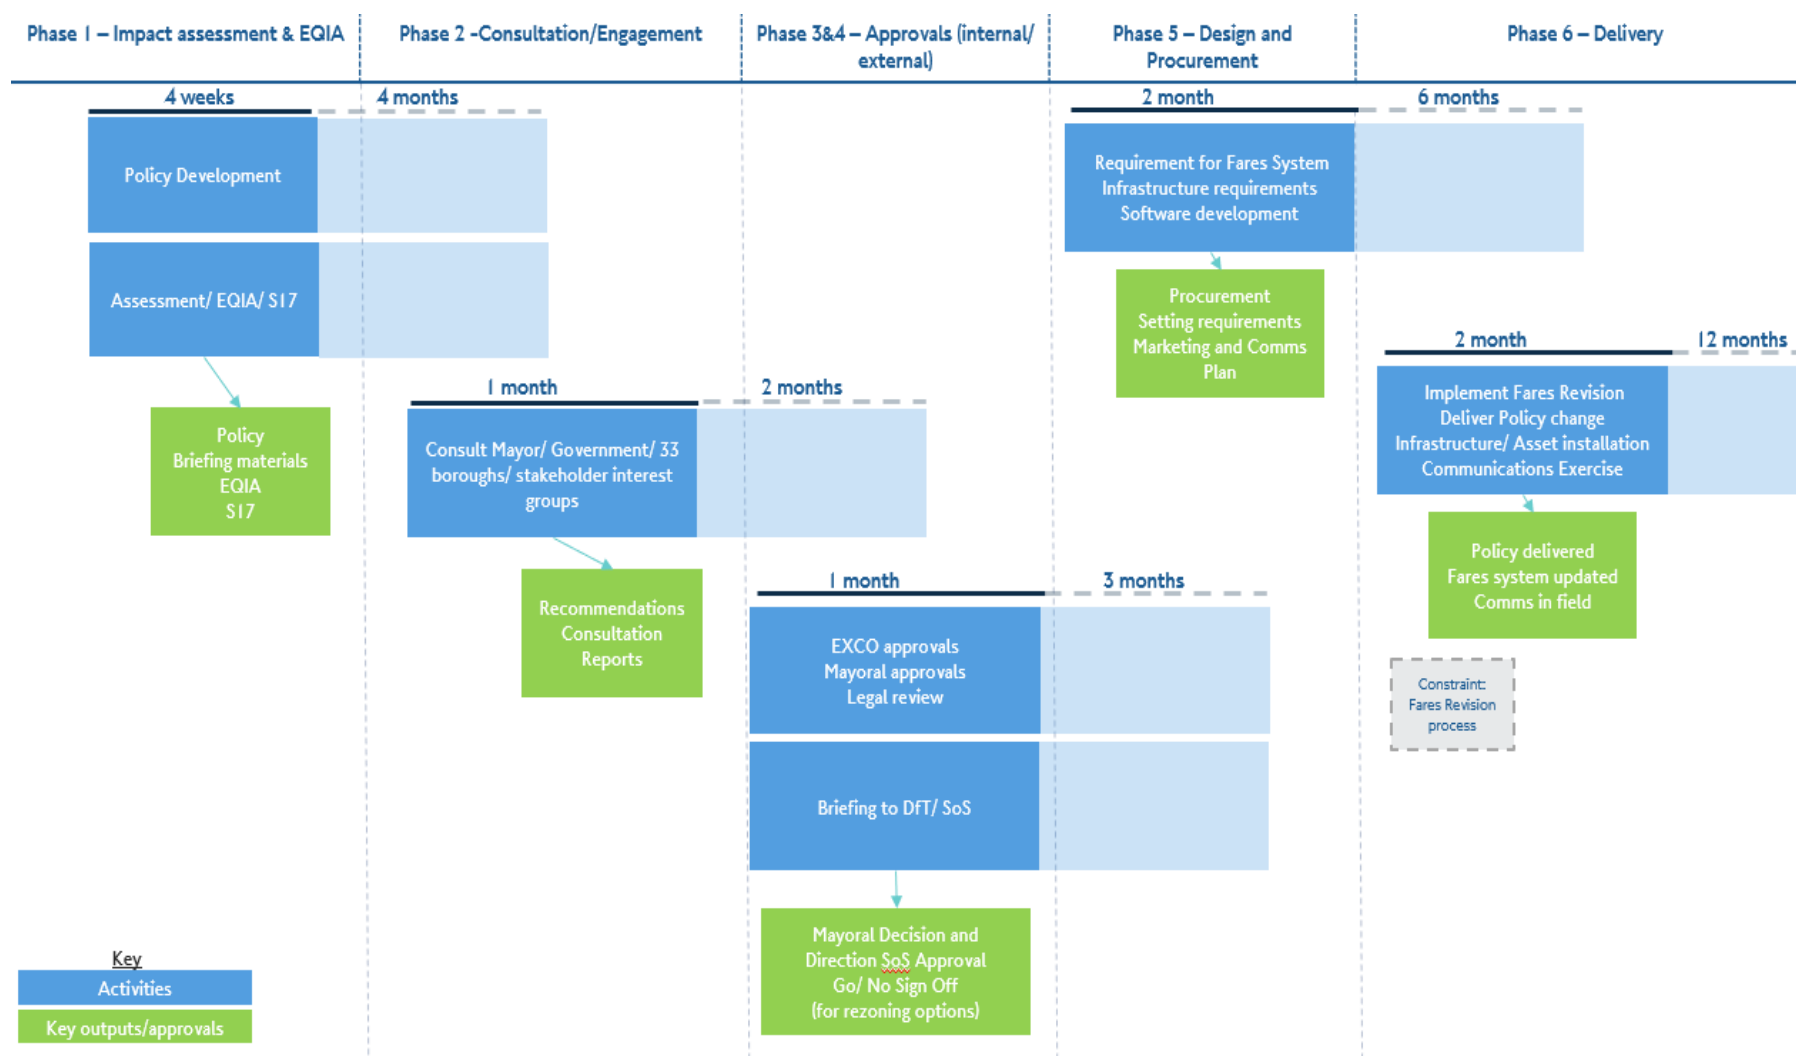 Phase 1 – Impact assessment & EQIA
Phase 2 -Consultation/Engagement
Phase 3&4 – Approvals (internal/
external)
Phase 5 – Design and
Procurement
Phase 6 – Delivery
4 weeks
4 months
Policy Development
Assessment/ EQIA/ S17
Policy
Briefing materials
EQIA
S17
1 month
2 months
Consult Mayor/ Government/ 33
boroughs/ stakeholder interest
groups
Recommendations
Consultation
Reports
1 month
3 months
EXCO approvals
Mayoral approvals
Legal review
Briefing to DfT/ SoS
Mayoral Decision and
Direction SoS Approval
Go/ No Sign Off
(for rezoning options)
2 month
6 months
Requirement for Fares System
Infrastructure requirements
Software development
Procurement
Setting requirements
Marketing and Comms
Plan
2 month
12 months
Implement Fares Revision
Deliver Policy change
Infrastructure/ Asset installation
Communications Exercise
Policy delivered
Fares system updated
Comms in field
Constraint:
Fares Revision
process
Key
Activities
Key outputs/approvals